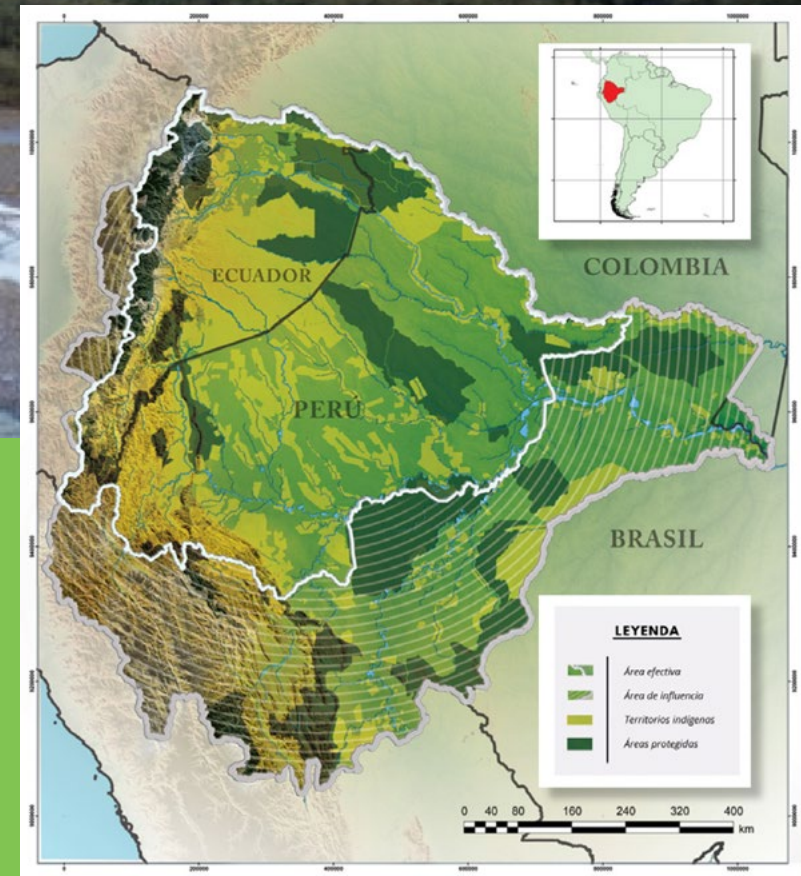 ECUADOR
COLOMBIA
PERÚ
BRASIL
LEYENDA
Área efectiva
Área de influencia
Territorios indígenas
Áreas protegidas
0 40 80 160 240 320 400
km